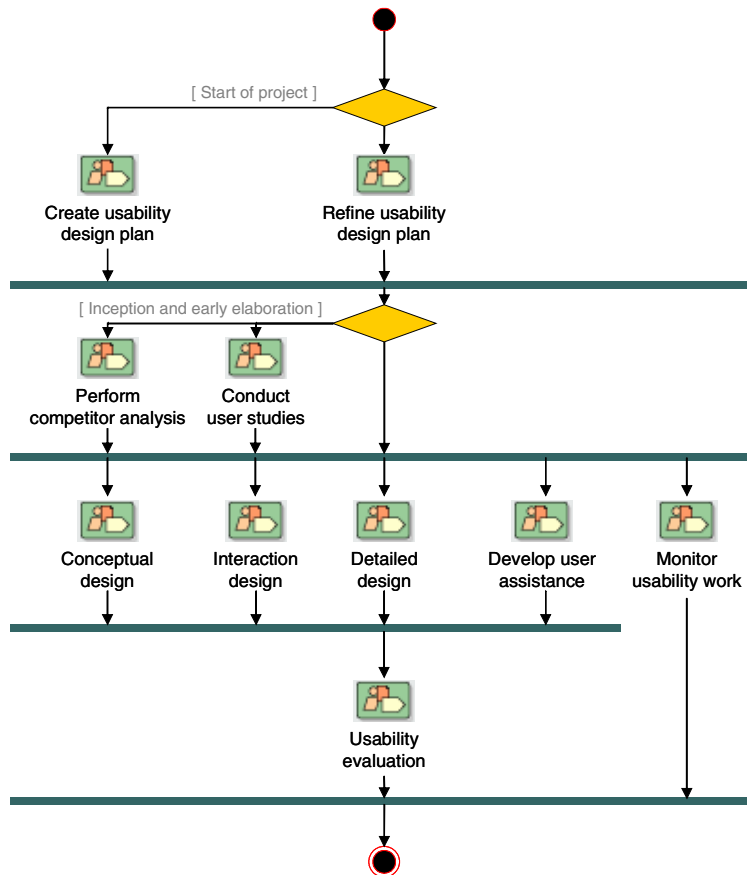 [ Start of project ]
Create usability
design plan
Refine usability
design plan
[ Inception and early elaboration ]
Perform
competitor analysis
Conduct
user studies
Conceptual
design
Interaction
design
Detailed
design
Develop user
assistance
Monitor
usability work
Usability
evaluation